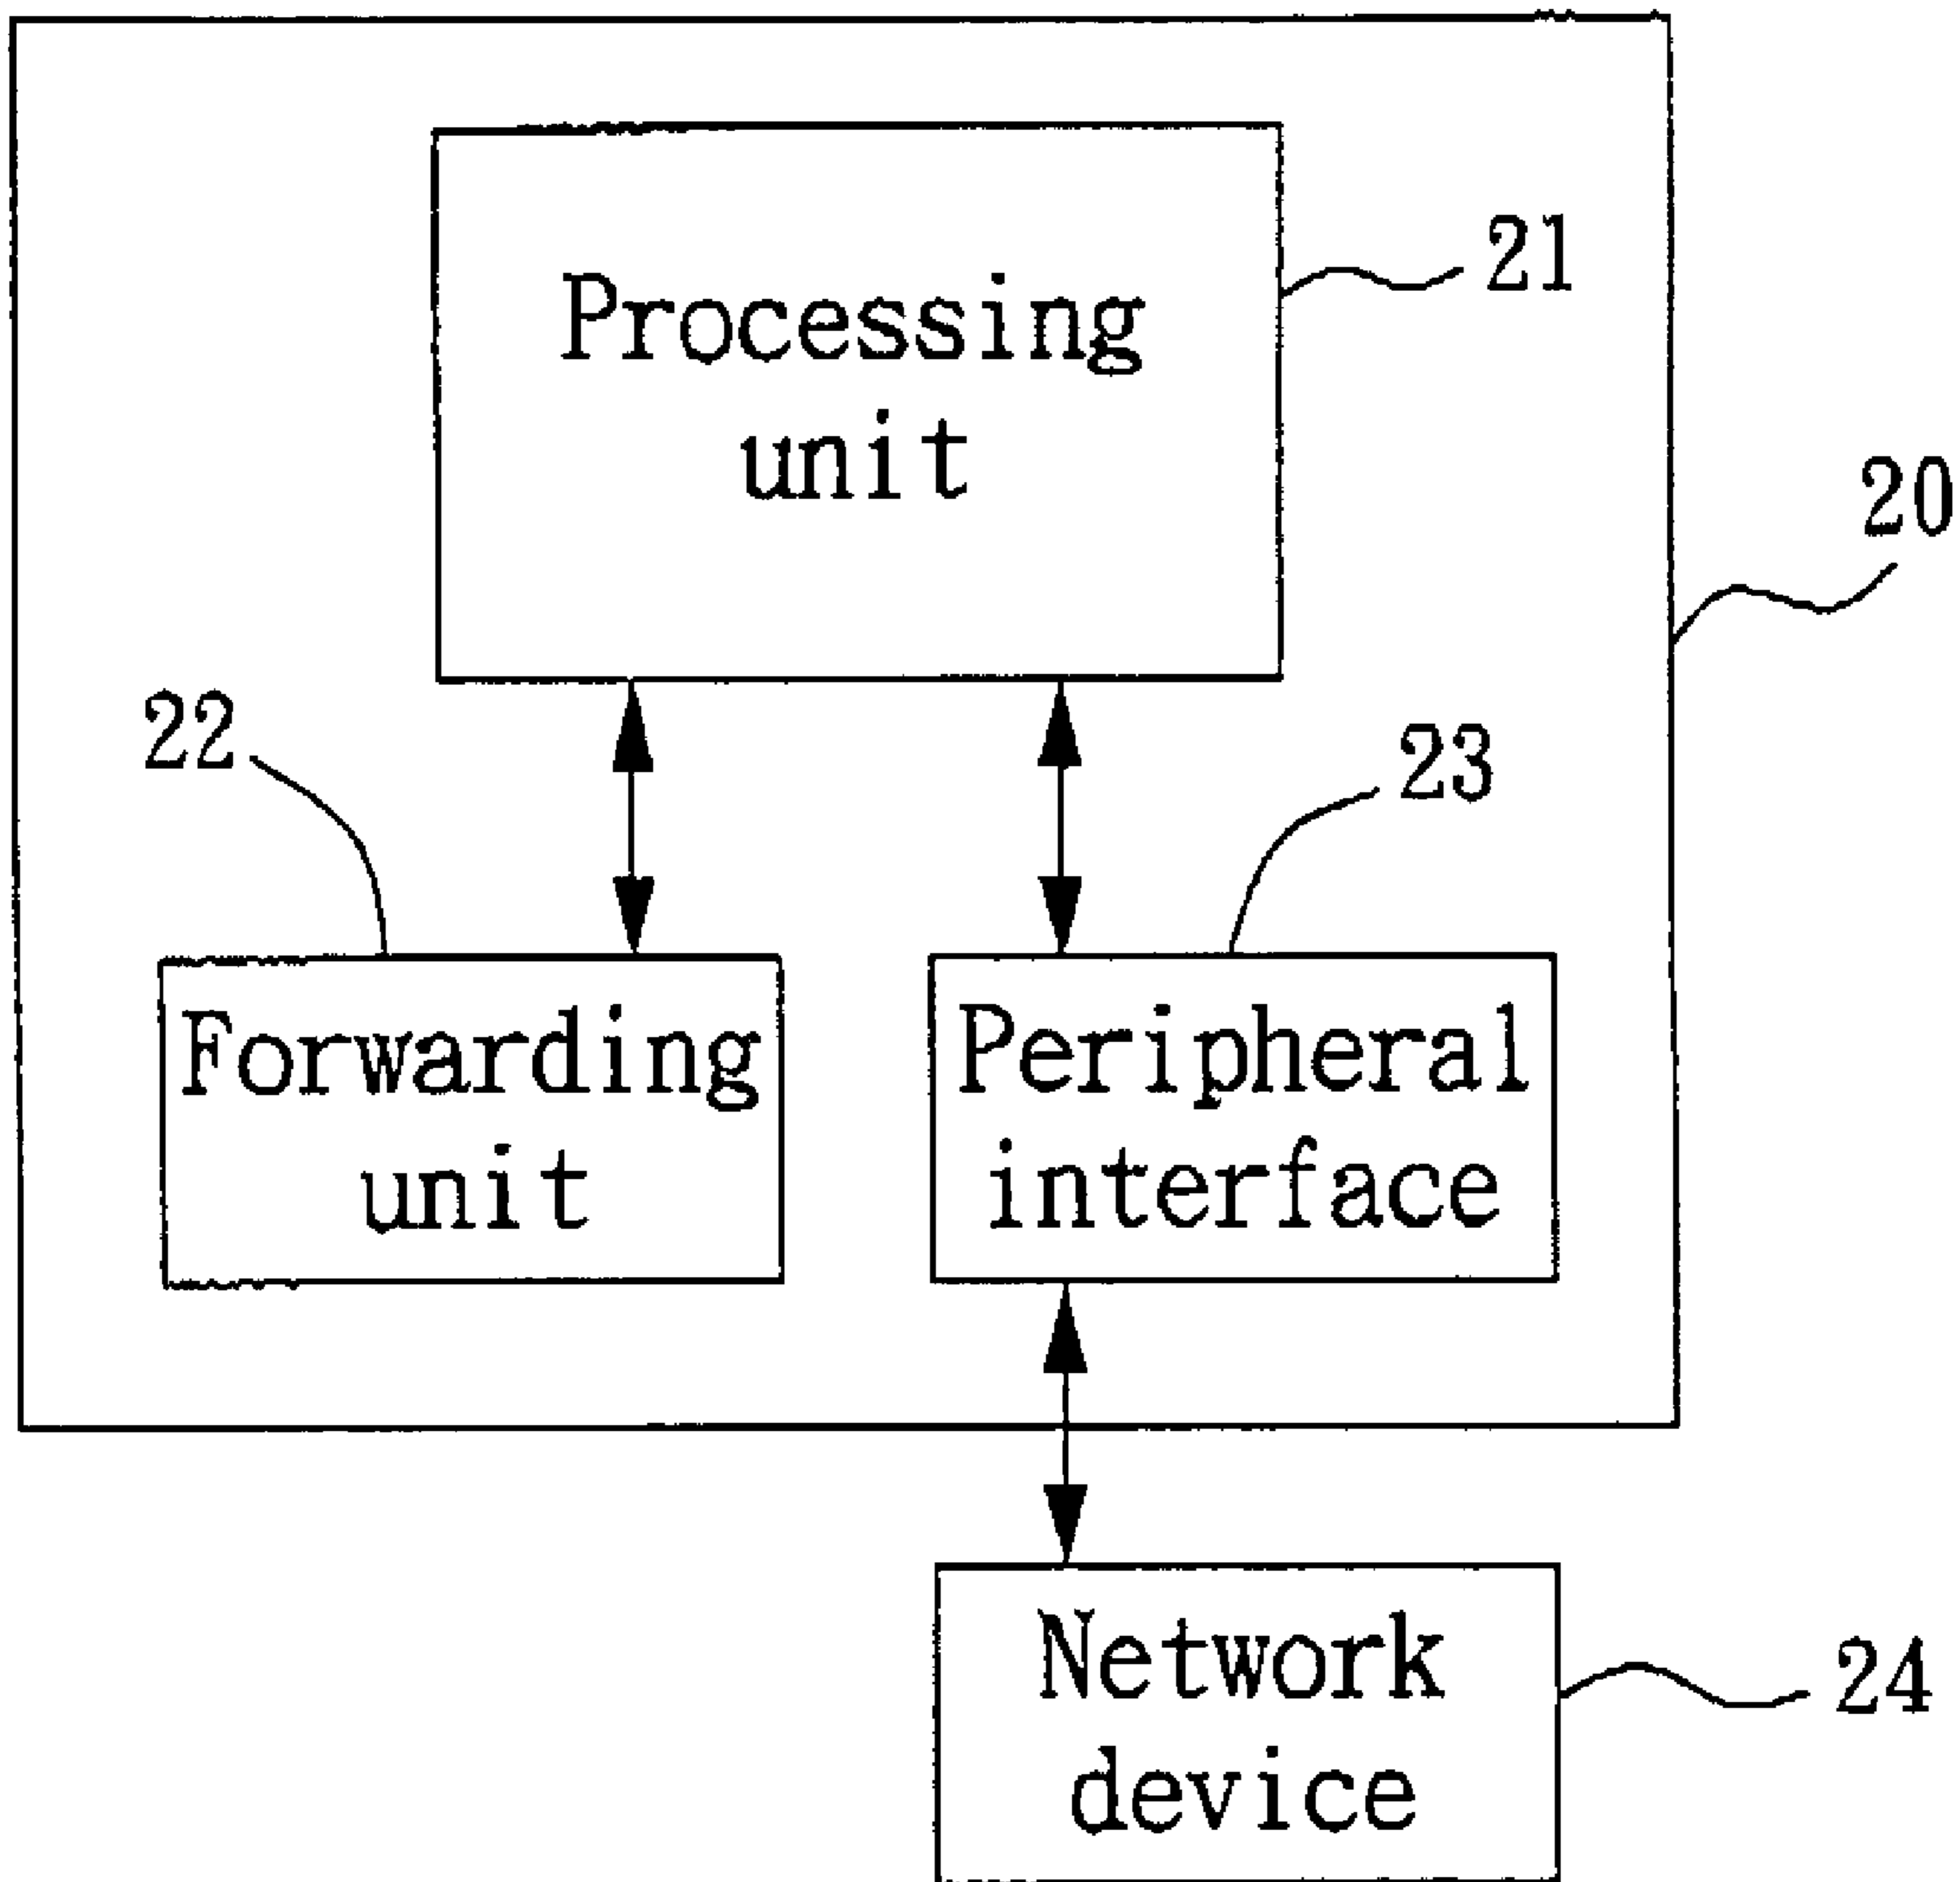 21
Processing
unit
20
22
23
Forwarding
unit
Peripheral
interface
Network
device
24